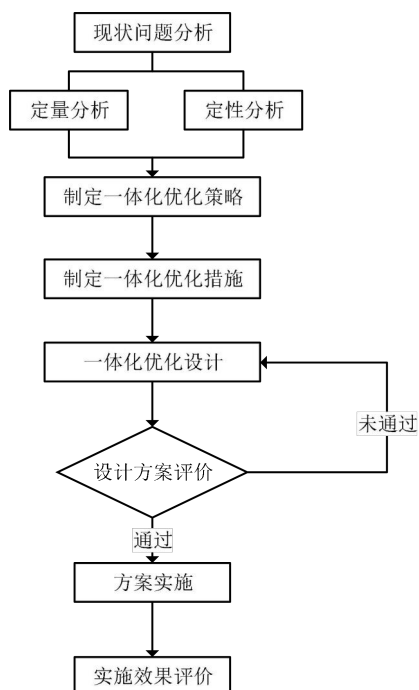 现状问题分析
定量分析
定性分析
制定一体化优化策略
制定一体化优化措施
一体化优化设计
未通过
设计方案评价
通过
方案实施
实施效果评价